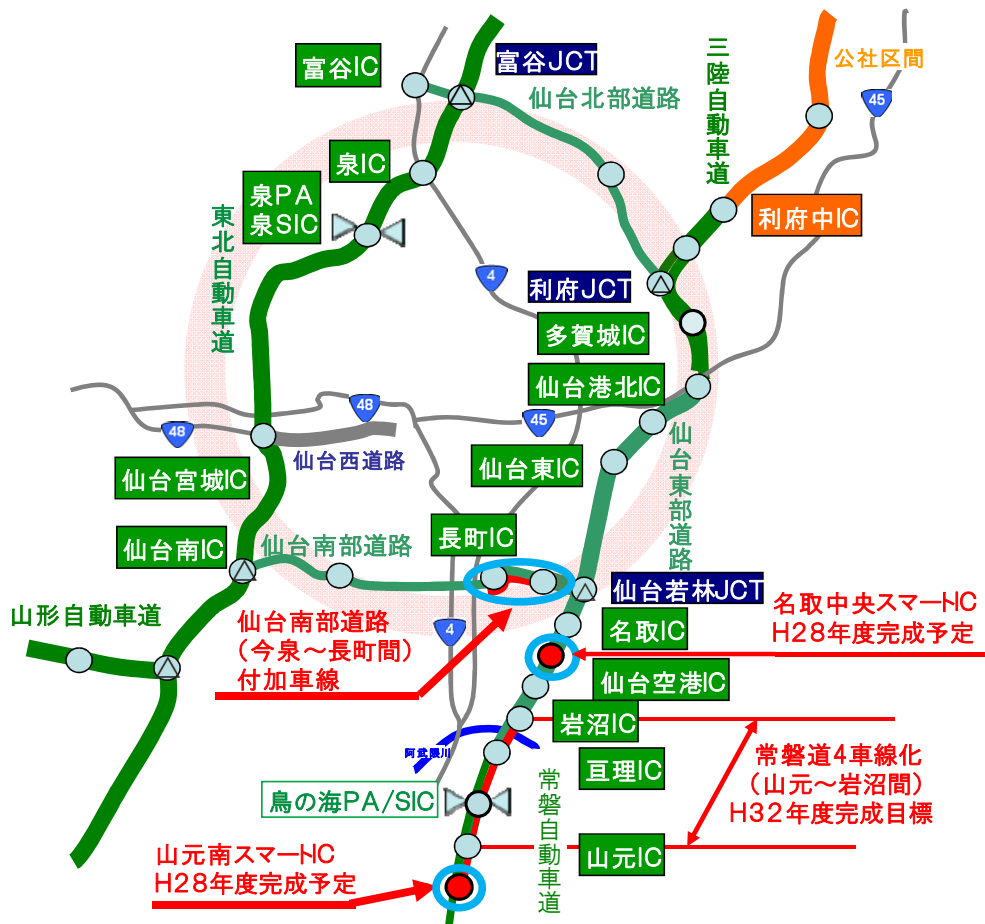 富谷IC
富谷JCT
三陸自動車道
公社区間
仙台北部道路
45
泉IC
泉PA
泉SIC
東北自動車道
利府中IC
4
利府JCT
多賀城IC
仙台港北IC
48
48
45
仙台西道路
仙台東IC
仙台東部道路
仙台宮城IC
仙台南IC
仙台南部道路
長町IC
仙台若林JCT
山形自動車道
仙台南部道路
(今泉~長町間)
付加車線
4
名取IC
名取中央スマートIC
H28年度完成予定
仙台空港IC
岩沼IC
阿武隈川
亘理IC
常磐道4車線化
(山元~岩沼間)
H32年度完成目標
鳥の海PA/SIC
常磐自動車道
山元IC
山元南スマートIC
H28年度完成予定